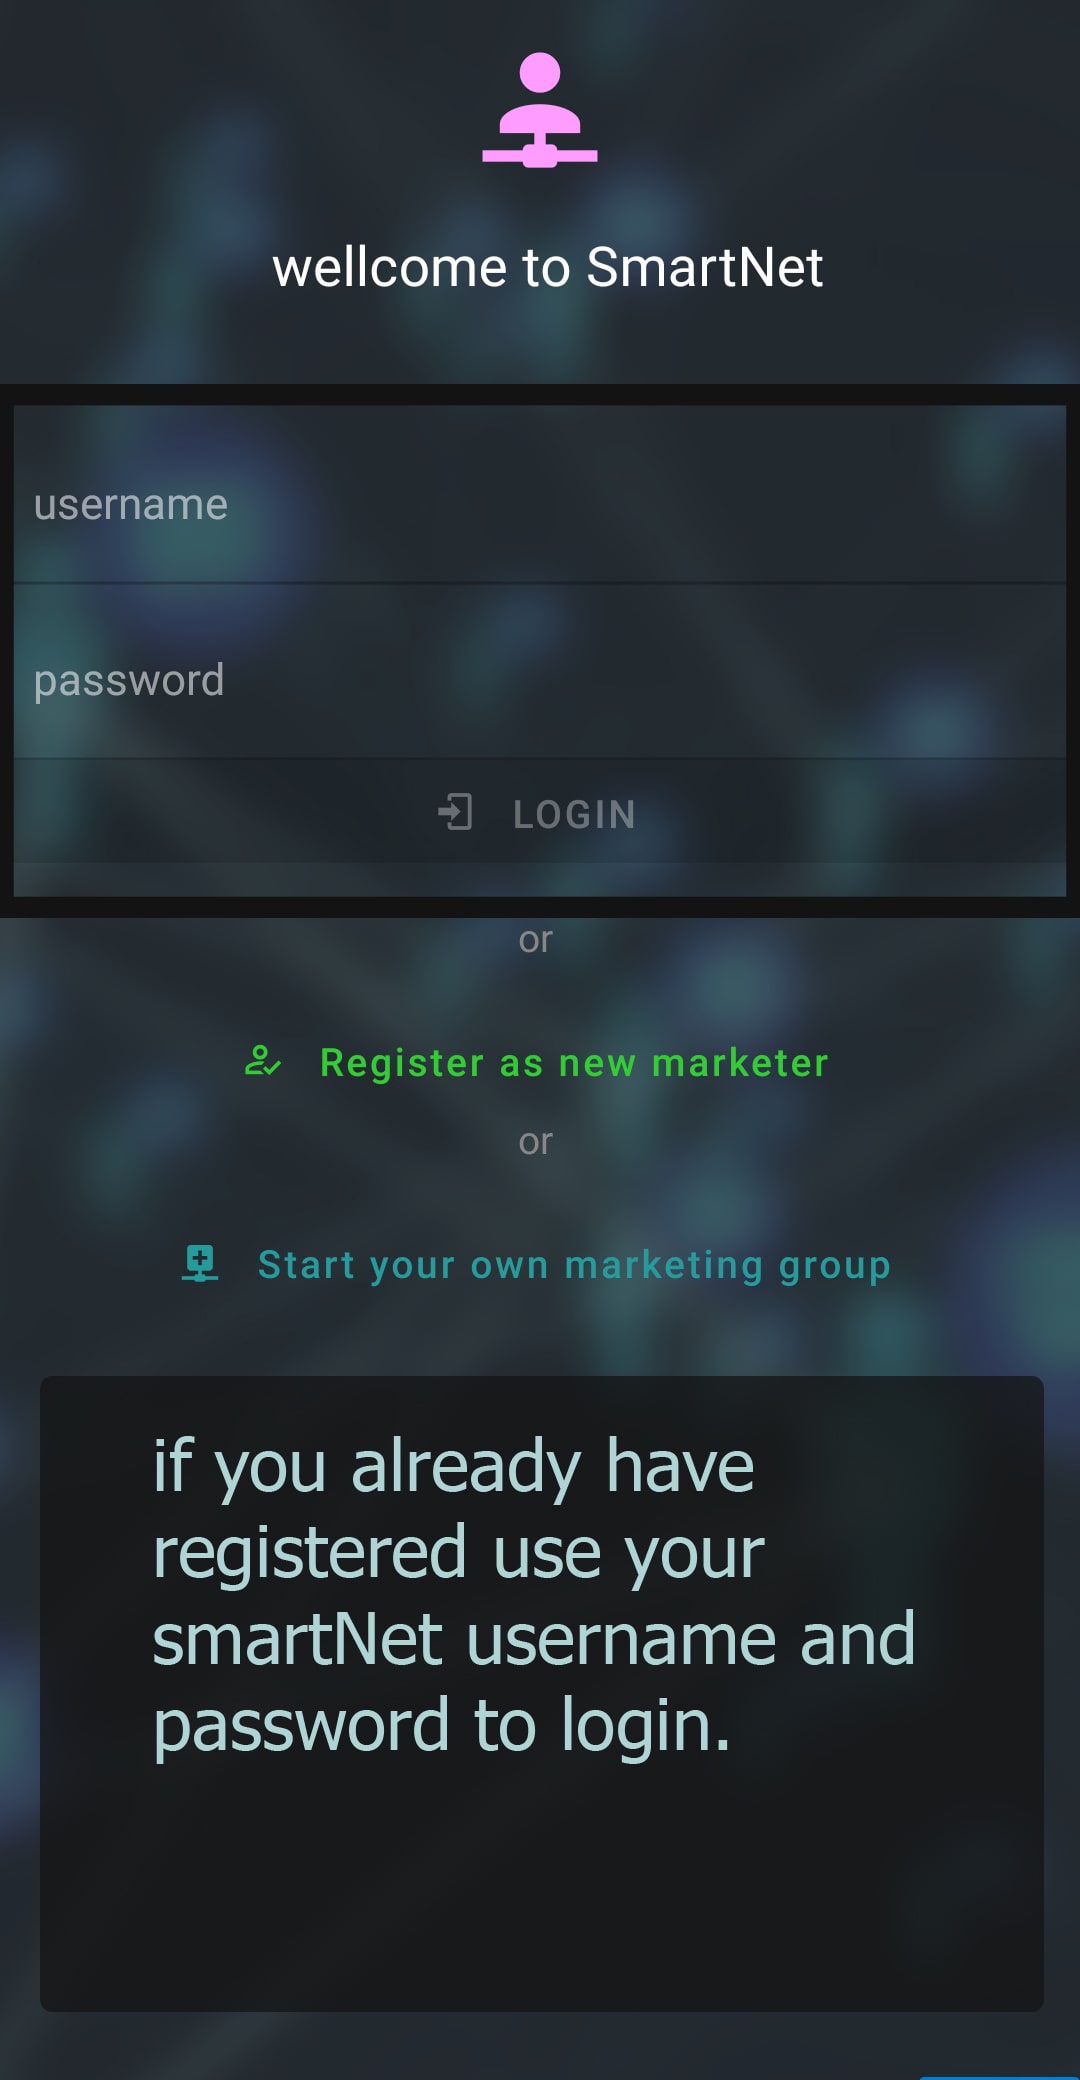 wellcome to SmartNet
username
password
LOGIN
or
Register as new marketer
or
Start your own marketing group
if you already have
registered use your
smartNet username and
password to login.